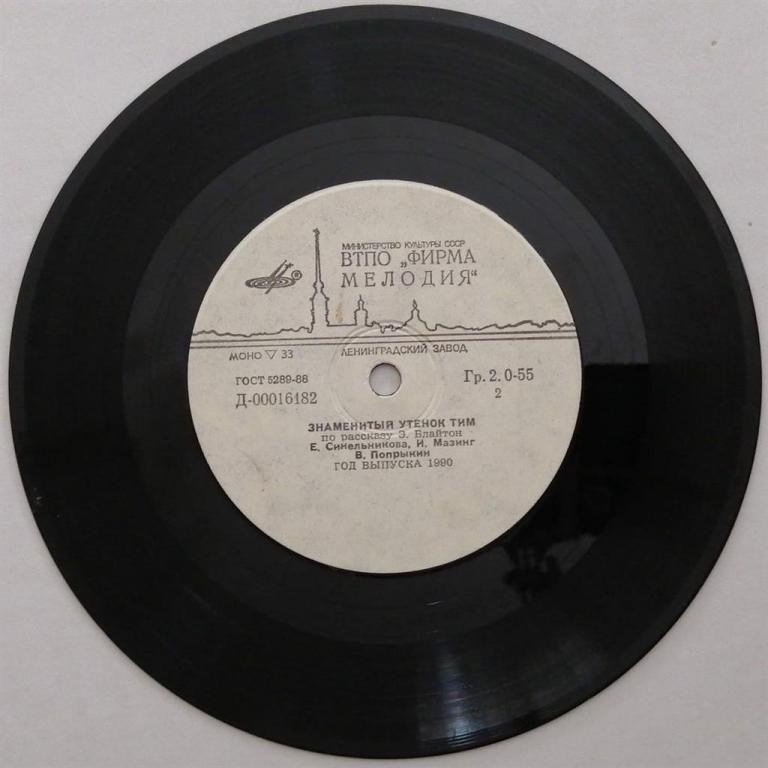 МИНИСТЕРСТВО КУЛЬТУРЫ СССР
ВТПО „ФИРМА
МЕЛОДИЯ“
®
МОНО ▽ 33
ЛЕНИНГРАДСКИЙ ЗАВОД
ГОСТ 5289-88
Гр. 2. 0-55
Д-00016182
2
ЗНАМЕНИТЫЙ УТЕНОК ТИМ
по рассказу Э. Блайтон
Е. Синельникова, И. Мазинг
В. Попрыкин
ГОД ВЫПУСКА 1990